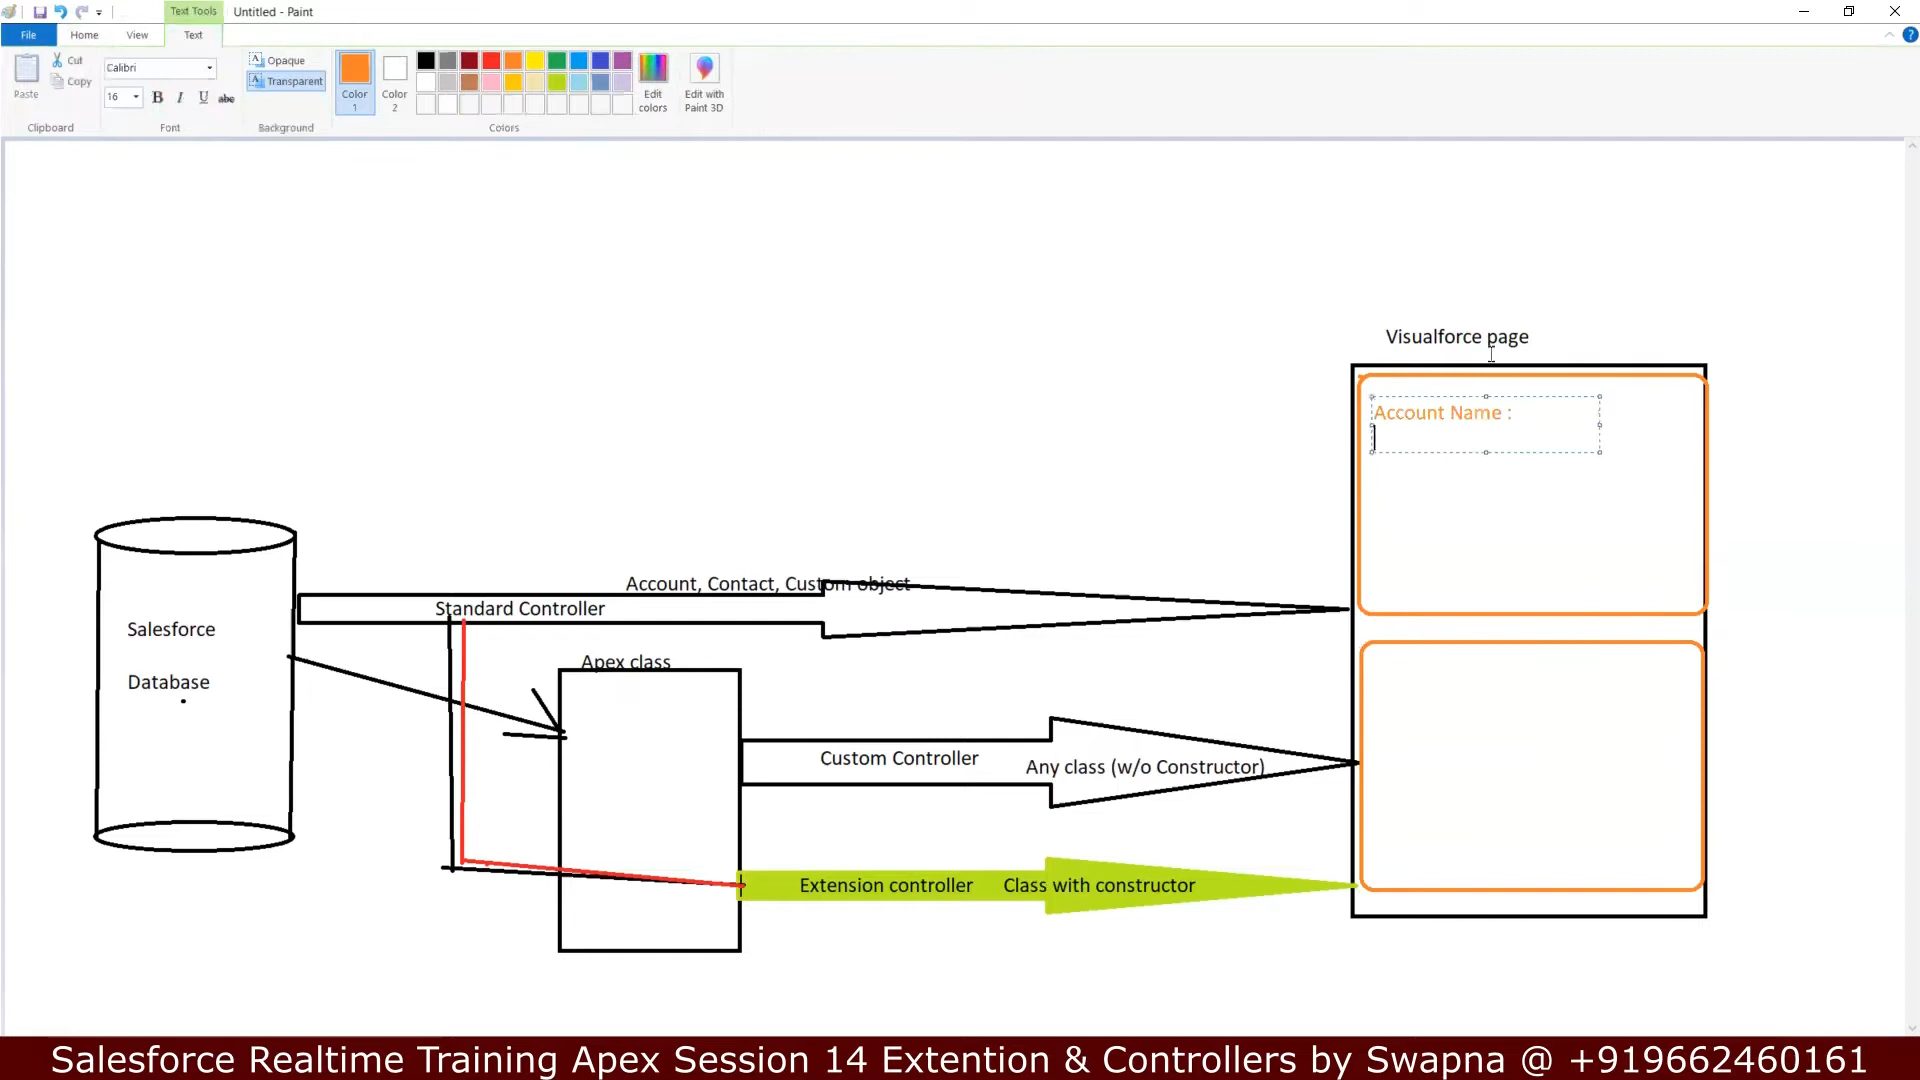 Text Tools
Untitled - Paint
File
Home
View
Text
Paste
Cut
Copy
Clipboard
Calibri
16
B
I
U
abc
Font
A
Opaque
A
Transparent
Background
Color
1
Color
2
Edit
colors
Edit with
Paint 3D
Colors
?
Visualforce page
Account Name :
Account, Contact, Custom object
Standard Controller
Salesforce
Database
Apex class
Custom Controller
Any class (w/o Constructor)
Extension controller
Class with constructor
Salesforce Realtime Training Apex Session 14 Extention & Controllers by Swapna @ +919662460161